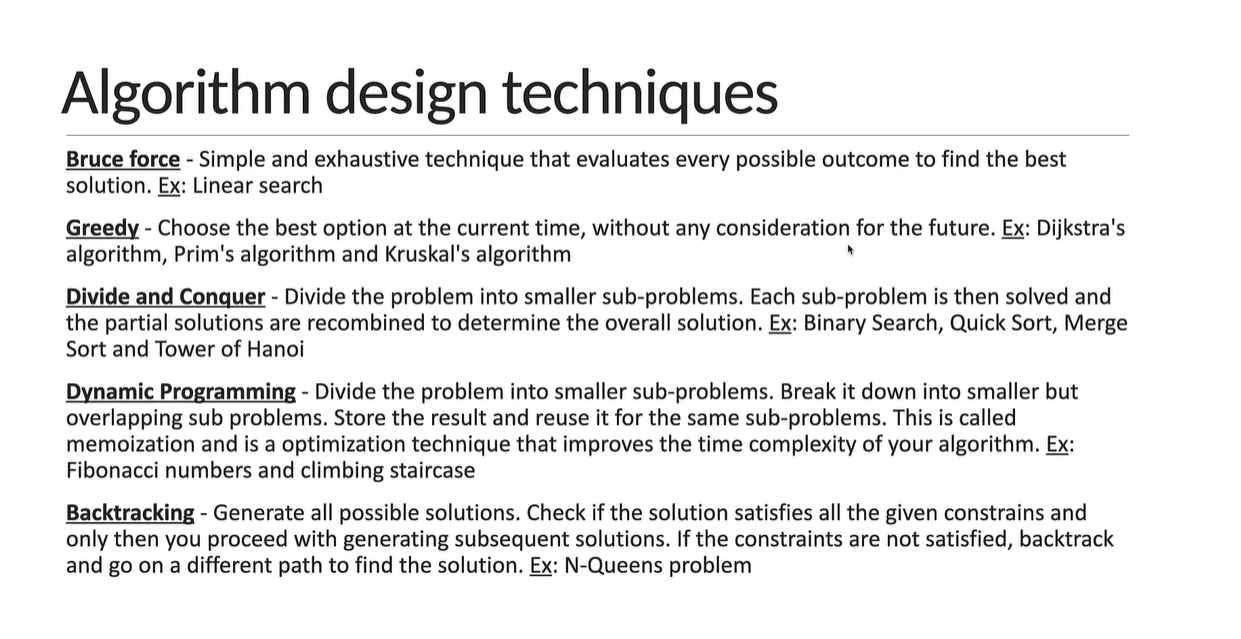 Algorithm design techniques
Bruce force - Simple and exhaustive technique that evaluates every possible outcome to find the best
solution. Ex: Linear search
Greedy - Choose the best option at the current time, without any consideration for the future. Ex: Dijkstra's
algorithm, Prim's algorithm and Kruskal's algorithm
Divide and Conquer - Divide the problem into smaller sub-problems. Each sub-problem is then solved and
the partial solutions are recombined to determine the overall solution. Ex: Binary Search, Quick Sort, Merge
Sort and Tower of Hanoi
Dynamic Programming - Divide the problem into smaller sub-problems. Break it down into smaller but
overlapping sub problems. Store the result and reuse it for the same sub-problems. This is called
memoization and is a optimization technique that improves the time complexity of your algorithm. Ex:
Fibonacci numbers and climbing staircase
Backtracking - Generate all possible solutions. Check if the solution satisfies all the given constrains and
only then you proceed with generating subsequent solutions. If the constraints are not satisfied, backtrack
and go on a different path to find the solution. Ex: N-Queens problem